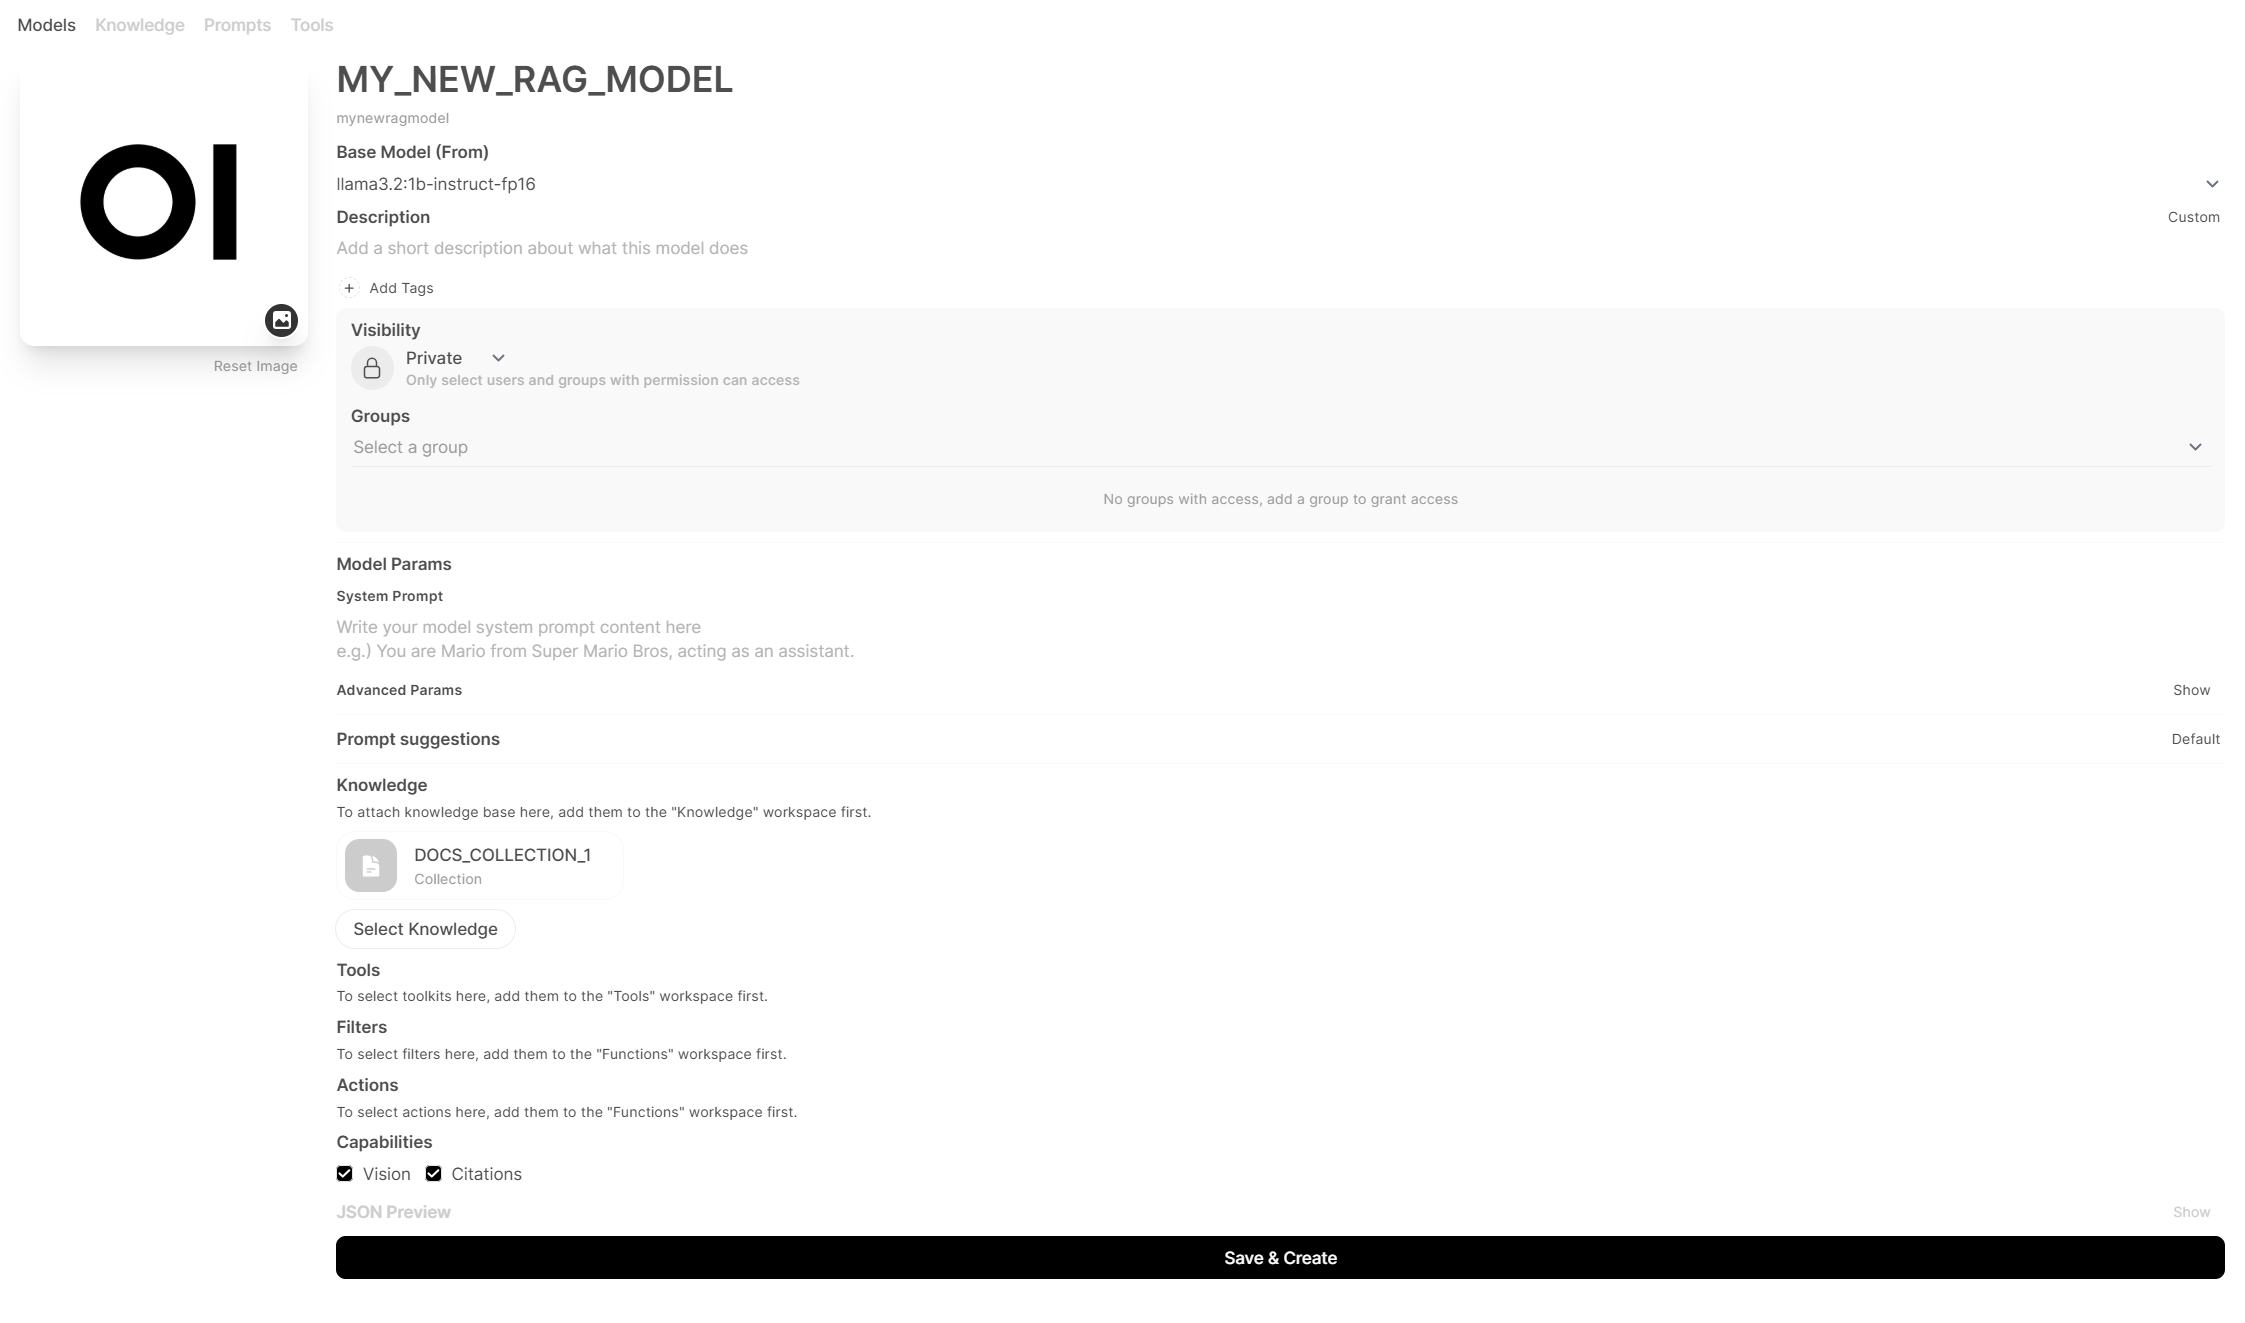 Models Knowledge Prompts Tools
OI
Reset Image
MY_NEW_RAG_MODEL
mynewragmodel
Base Model (From)
llama3.2:1b-instruct-fp16
Description Custom
Add a short description about what this model does
+ Add Tags
Visibility
Private
Only select users and groups with permission can access
Groups
Select a group
No groups with access, add a group to grant access
Model Params
System Prompt
Write your model system prompt content here
e.g.) You are Mario from Super Mario Bros, acting as an assistant.
Advanced Params Show
Prompt suggestions Default
Knowledge
To attach knowledge base here, add them to the "Knowledge" workspace first.
DOCS_COLLECTION_1
Collection
Select Knowledge
Tools
To select toolkits here, add them to the "Tools" workspace first.
Filters
To select filters here, add them to the "Functions" workspace first.
Actions
To select actions here, add them to the "Functions" workspace first.
Capabilities
Vision Citations
JSON Preview Show
Save & Create